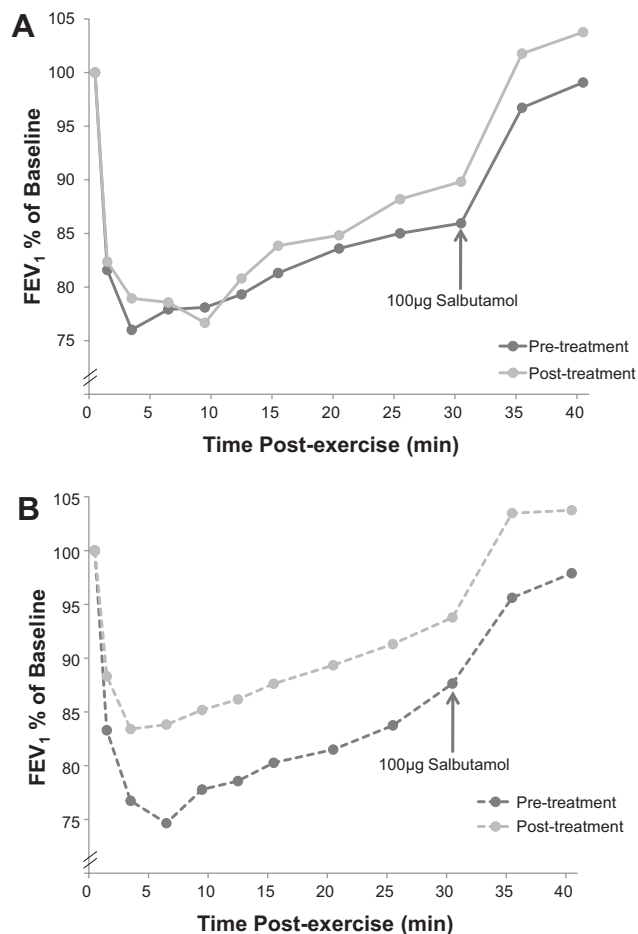 A
105
100
95
90
85
80
75
FEV₁ % of Baseline
100µg Salbutamol
Pre-treatment
Post-treatment
0 5 10 15 20 25 30 35 40
Time Post-exercise (min)
B
105
100
95
90
85
80
75
FEV₁ % of Baseline
100µg Salbutamol
Pre-treatment
Post-treatment
0 5 10 15 20 25 30 35 40
Time Post-exercise (min)